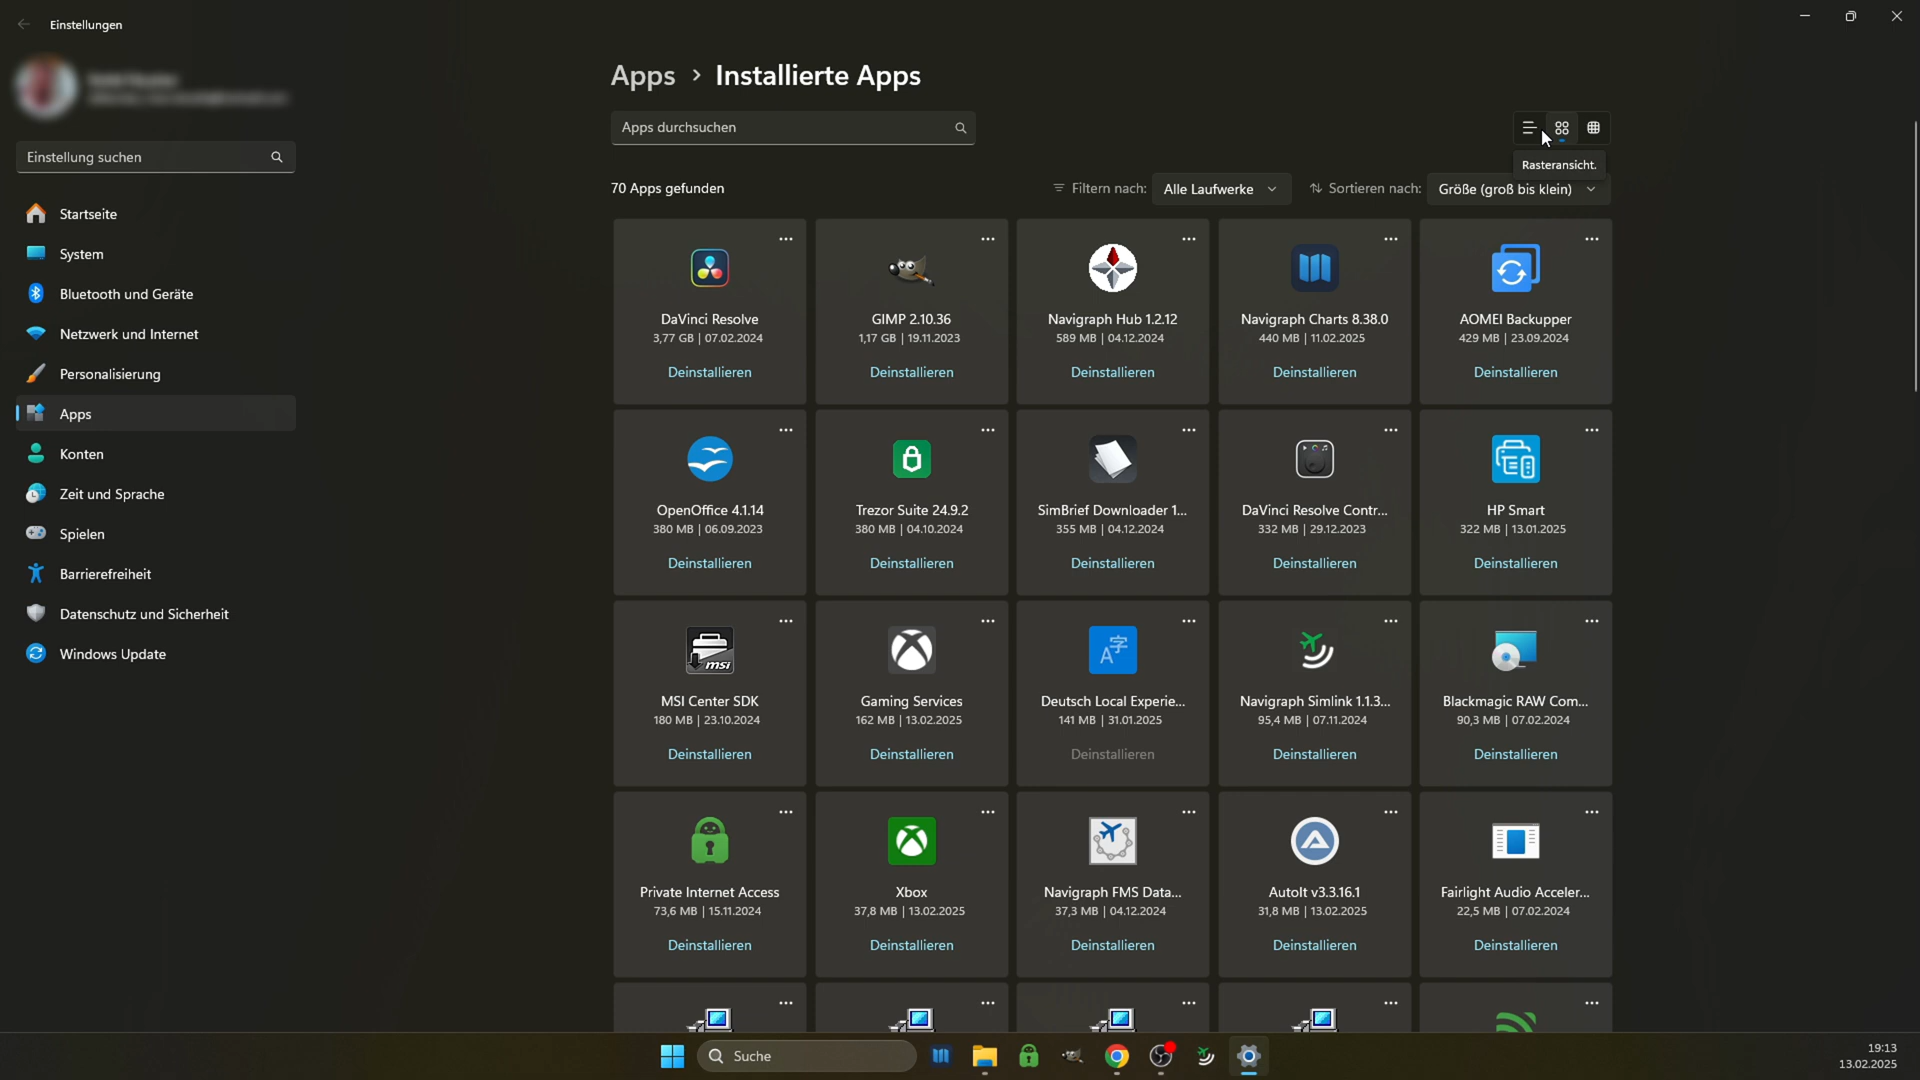 Einstellungen
Apps > Installierte Apps
Apps durchsuchen
Einstellung suchen
Rasteransicht.
70 Apps gefunden
Filtern nach: Alle Laufwerke
Sortieren nach: Größe (groß bis klein)
Startseite
System
Bluetooth und Geräte
Netzwerk und Internet
Personalisierung
Apps
Konten
Zeit und Sprache
Spielen
Barrierefreiheit
Datenschutz und Sicherheit
Windows Update
DaVinci Resolve
3,77 GB | 07.02.2024
Deinstallieren
GIMP 2.10.36
1,17 GB | 19.11.2023
Deinstallieren
Navigraph Hub 1.2.12
589 MB | 04.12.2024
Deinstallieren
Navigraph Charts 8.38.0
440 MB | 11.02.2025
Deinstallieren
AOMEI Backupper
429 MB | 23.09.2024
Deinstallieren
OpenOffice 4.1.14
380 MB | 06.09.2023
Deinstallieren
Trezor Suite 24.9.2
380 MB | 04.10.2024
Deinstallieren
SimBrief Downloader 1...
355 MB | 04.12.2024
Deinstallieren
DaVinci Resolve Contr...
332 MB | 29.12.2023
Deinstallieren
HP Smart
322 MB | 13.01.2025
Deinstallieren
msi
MSI Center SDK
180 MB | 23.10.2024
Deinstallieren
Gaming Services
162 MB | 13.02.2025
Deinstallieren
A字
Deutsch Local Experie...
141 MB | 31.01.2025
Deinstallieren
Navigraph Simlink 1.1.3...
95,4 MB | 07.11.2024
Deinstallieren
Blackmagic RAW Com...
90,3 MB | 07.02.2024
Deinstallieren
Private Internet Access
73,6 MB | 15.11.2024
Deinstallieren
Xbox
37,8 MB | 13.02.2025
Deinstallieren
Navigraph FMS Data...
37,3 MB | 04.12.2024
Deinstallieren
AutoIt v3.3.16.1
31,8 MB | 13.02.2025
Deinstallieren
Fairlight Audio Acceler...
22,5 MB | 07.02.2024
Deinstallieren
Suche
19:13
13.02.2025